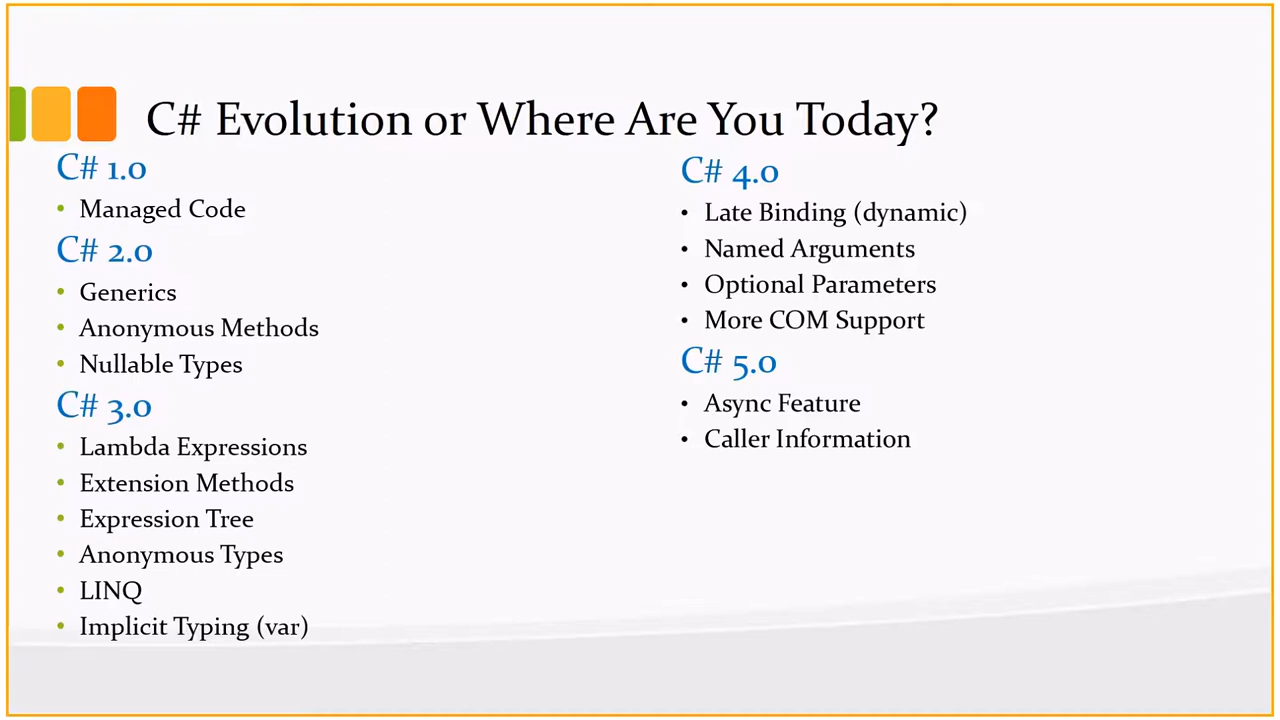 C# Evolution or Where Are You Today?
C# 1.0
• Managed Code
C# 2.0
• Generics
• Anonymous Methods
• Nullable Types
C# 3.0
• Lambda Expressions
• Extension Methods
• Expression Tree
• Anonymous Types
• LINQ
• Implicit Typing (var)
C# 4.0
• Late Binding (dynamic)
• Named Arguments
• Optional Parameters
• More COM Support
C# 5.0
• Async Feature
• Caller Information